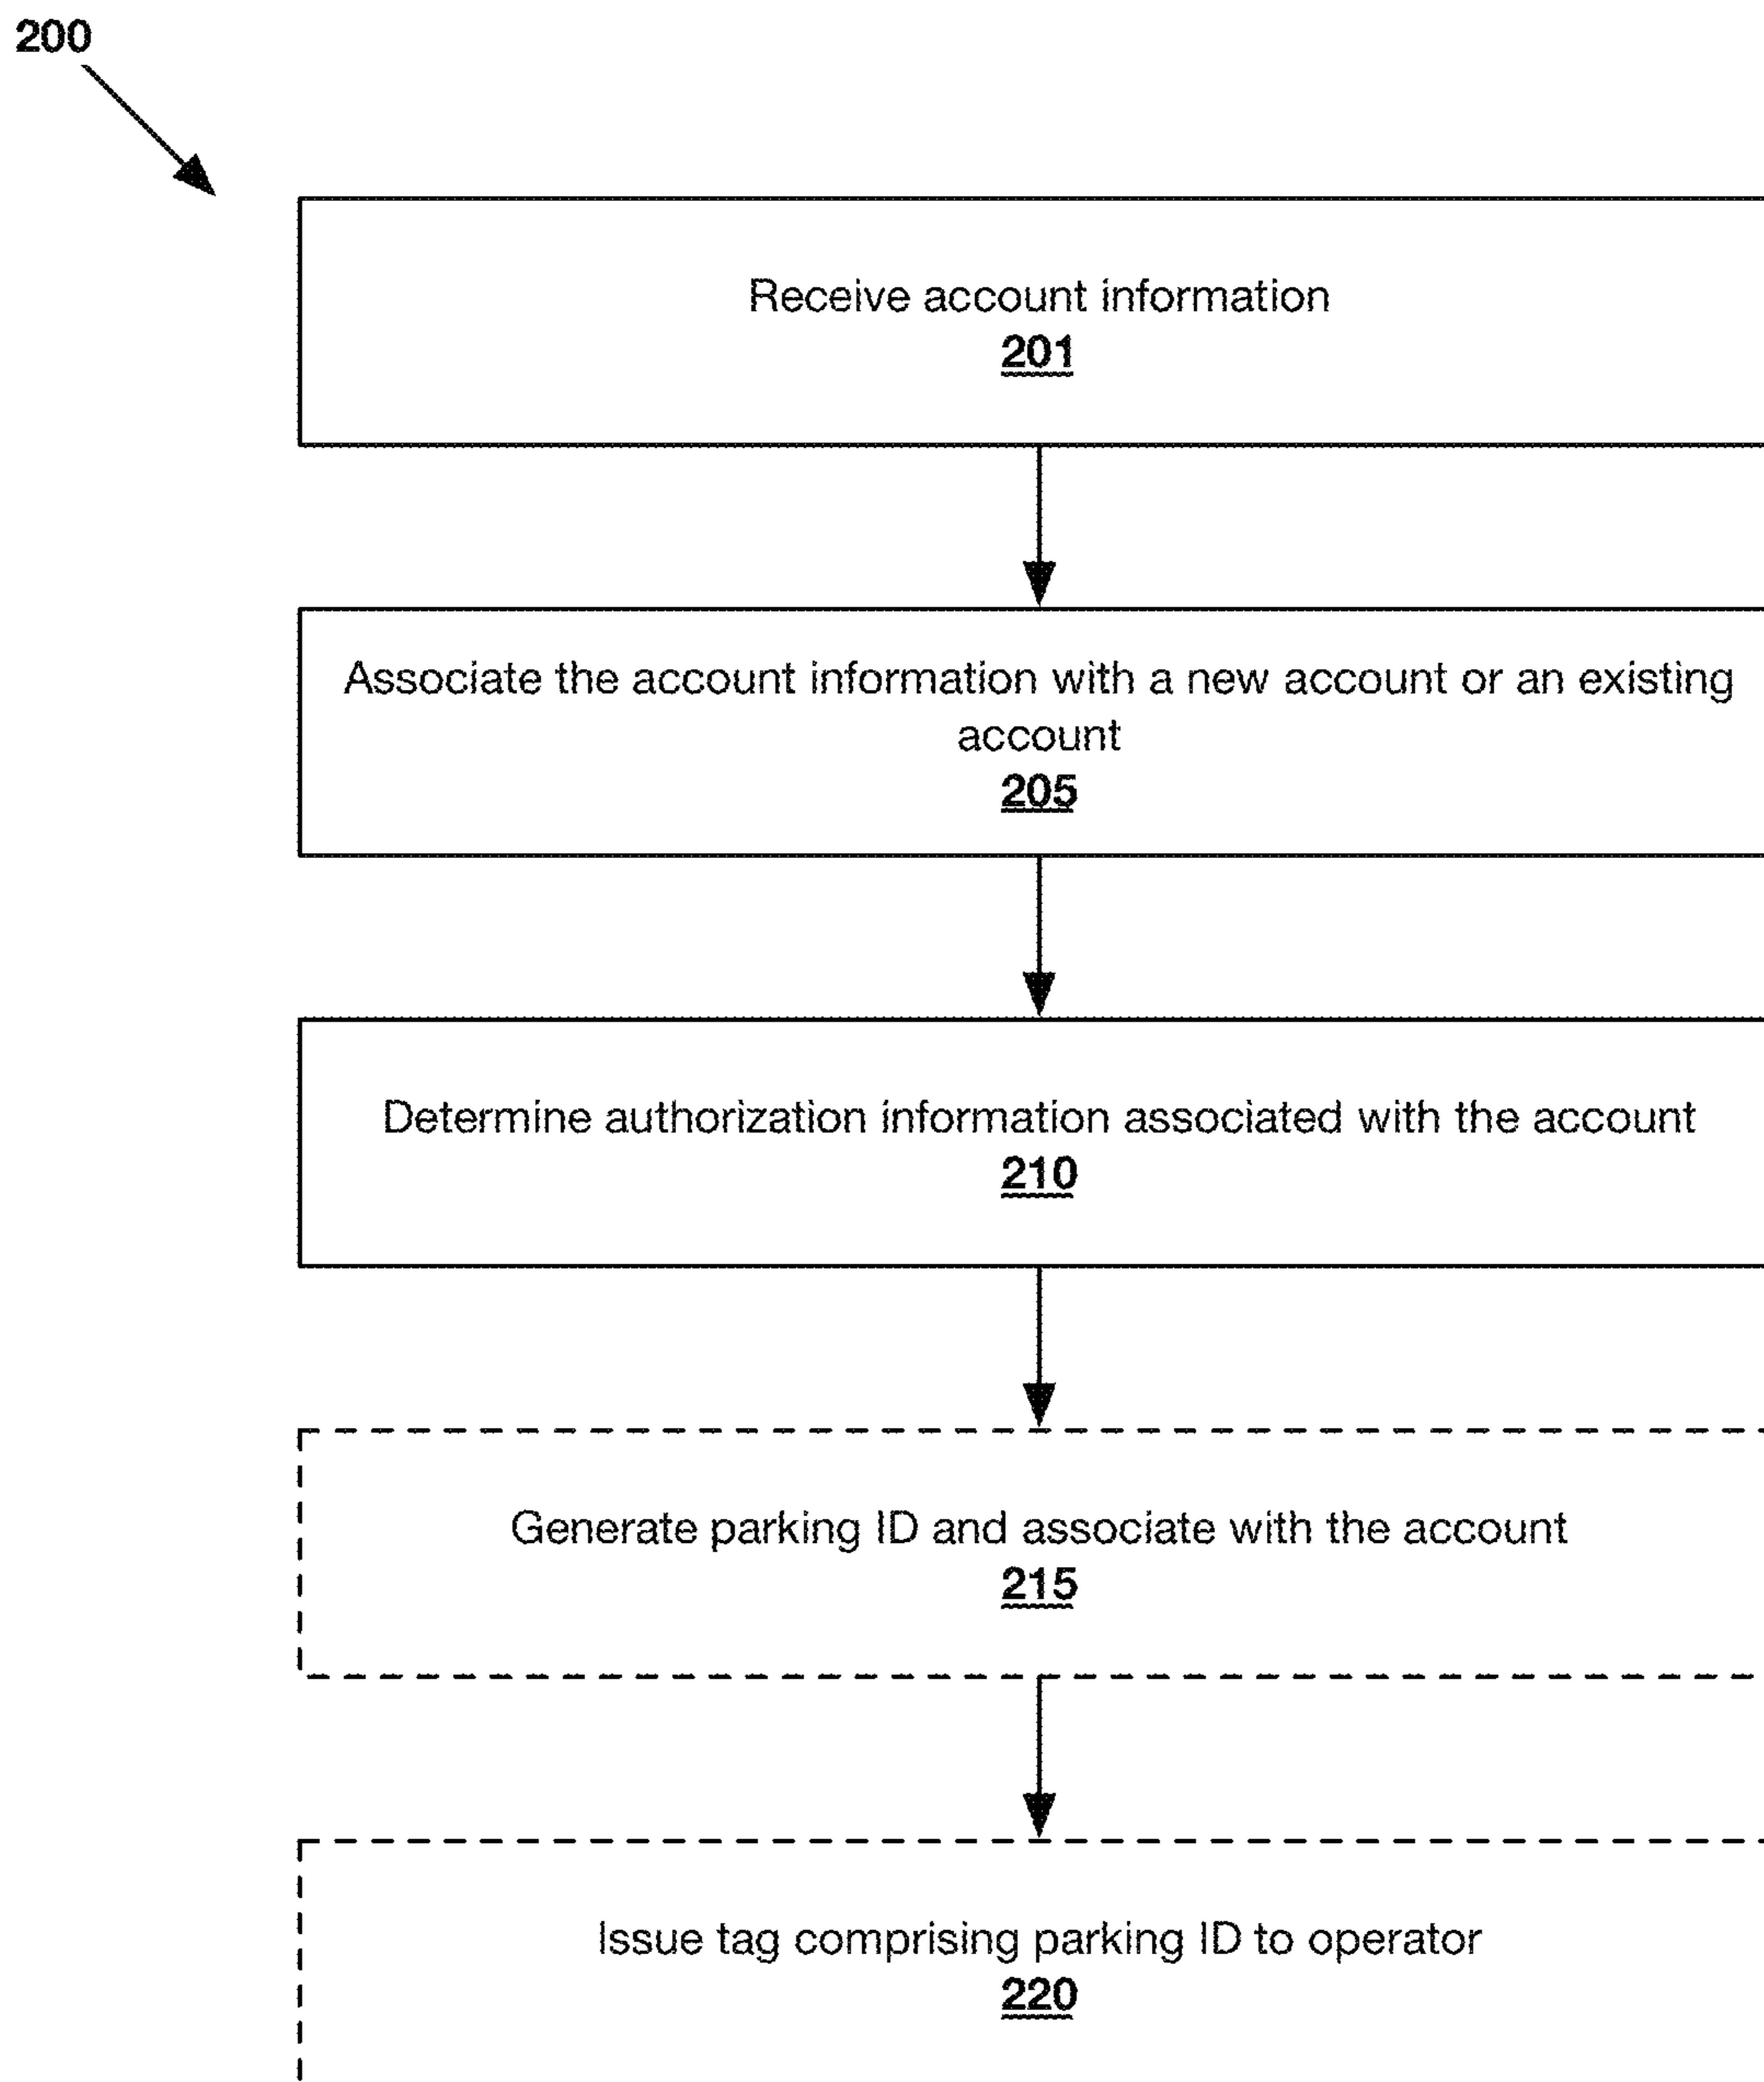 200
Receive account information
201
Associate the account information with a new account or an existing
account
205
Determine authorization information associated with the account
210
Generate parking ID and associate with the account
215
Issue tag comprising parking ID to operator
220